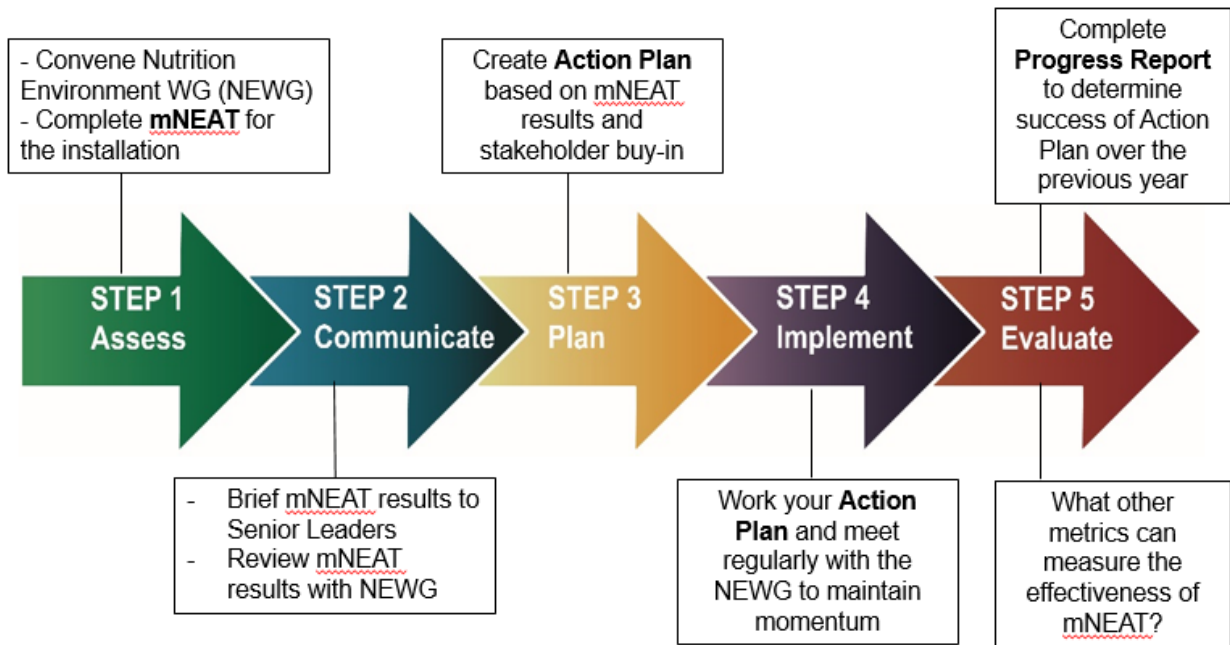 - Convene Nutrition
Environment WG (NEWG)
- Complete mNEAT for
the installation
Create Action Plan
based on mNEAT
results and
stakeholder buy-in
Complete
Progress Report
to determine
success of Action
Plan over the
previous year
STEP 1
Assess
STEP 2
Communicate
STEP 3
Plan
STEP 4
Implement
STEP 5
Evaluate
- Brief mNEAT results to
Senior Leaders
- Review mNEAT
results with NEWG
Work your Action
Plan and meet
regularly with the
NEWG to maintain
momentum
What other
metrics can
measure the
effectiveness of
mNEAT?